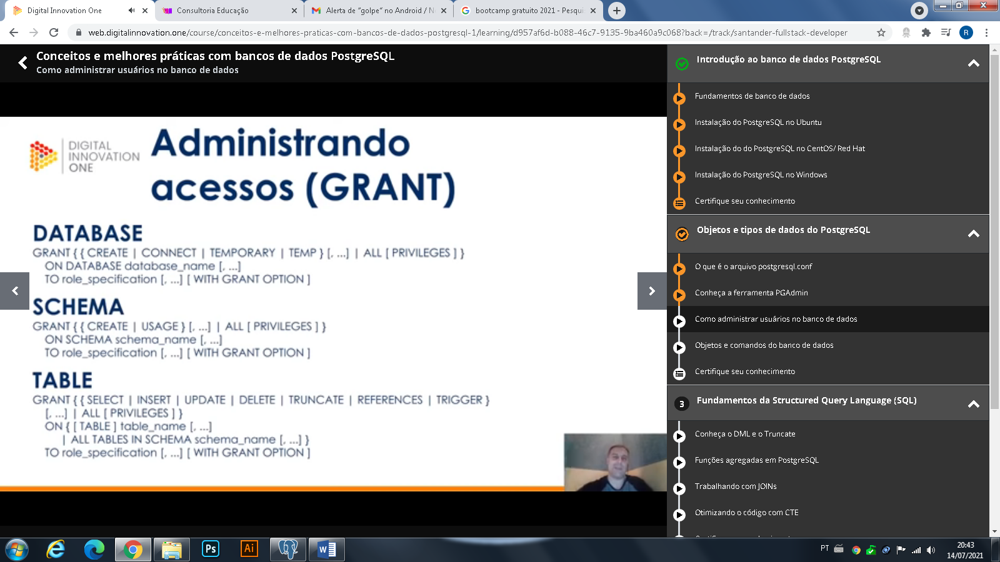 Digital Innovation One
Consultoria Educação
Alerta de "golpe" no Android / N
bootcamp gratuito 2021 - Pesqui
web.digitalinnovation.one/course/conceitos-e-melhores-praticas-com-bancos-de-dados-postgresql-1/learning/d957af6d-b088-46c7-9135-9ba460a9c068?back=/track/santander-fullstack-developer
R
Conceitos e melhores práticas com bancos de dados PostgreSQL
Como administrar usuários no banco de dados
DIGITAL
INNOVATION
ONE
Administrando
acessos (GRANT)
DATABASE
GRANT { { CREATE | CONNECT | TEMPORARY | TEMP } [, ...] | ALL [ PRIVILEGES ] }
ON DATABASE database_name [, ...]
TO role_specification [, ...] [ WITH GRANT OPTION ]
SCHEMA
GRANT { { CREATE | USAGE } [, ...] | ALL [ PRIVILEGES ] }
ON SCHEMA schema_name [, ...]
TO role_specification [, ...] [ WITH GRANT OPTION ]
TABLE
GRANT { { SELECT | INSERT | UPDATE | DELETE | TRUNCATE | REFERENCES | TRIGGER }
[, ...] | ALL [ PRIVILEGES ] }
ON { [ TABLE ] table_name [, ...]
| ALL TABLES IN SCHEMA schema_name [, ...] }
TO role_specification [, ...] [ WITH GRANT OPTION ]
Introdução ao banco de dados PostgreSQL
Fundamentos de banco de dados
Instalação do PostgreSQL no Ubuntu
Instalação do do PostgreSQL no CentOS/ Red Hat
Instalação do PostgreSQL no Windows
Certifique seu conhecimento
Objetos e tipos de dados do PostgreSQL
O que é o arquivo postgresql.conf
Conheça a ferramenta PGAdmin
Como administrar usuários no banco de dados
Objetos e comandos do banco de dados
Certifique seu conhecimento
3 Fundamentos da Structured Query Language (SQL)
Conheça o DML e o Truncate
Funções agregadas em PostgreSQL
Trabalhando com JOINs
Otimizando o código com CTE
Ps
Ai
PT
20:43
14/07/2021